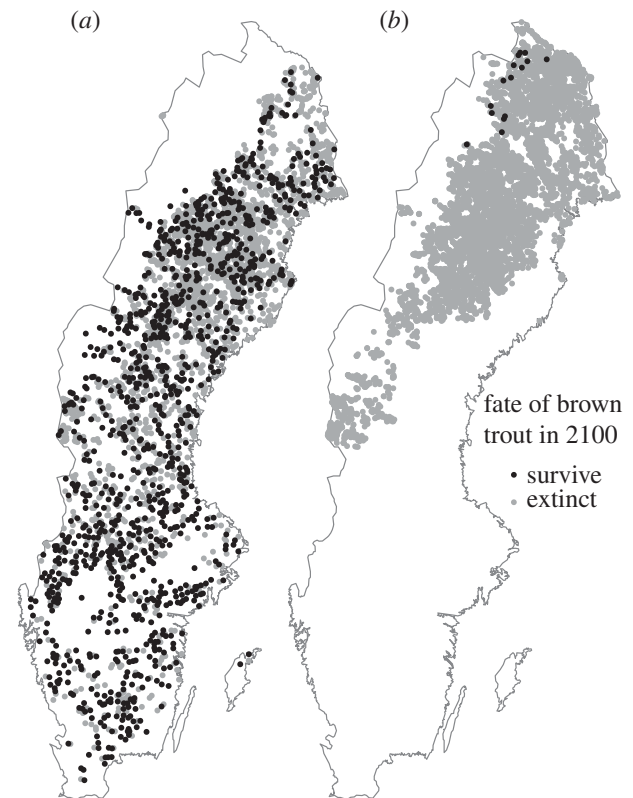 (a)
(b)
fate of brown
trout in 2100
survive
extinct